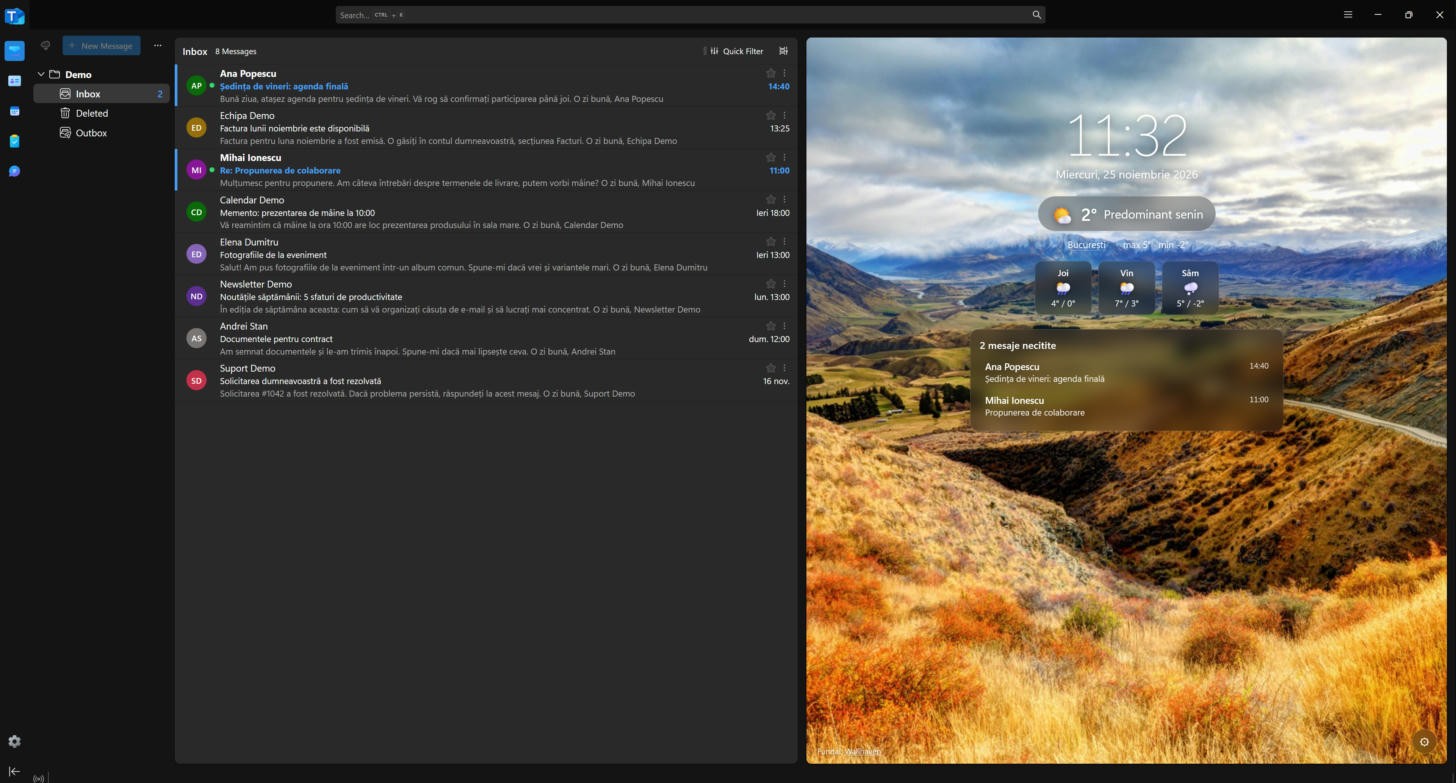 Search... CTRL + K
New Message
Demo
Inbox 2
Deleted
Outbox
Inbox 8 Messages Quick Filter
AP
Ana Popescu
Ședința de vineri: agenda finală 14:40
Bună ziua, atașez agenda pentru ședința de vineri. Vă rog să confirmați participarea până joi. O zi bună, Ana Popescu
ED
Echipa Demo
Factura lunii noiembrie este disponibilă 13:25
Factura pentru luna noiembrie a fost emisă. O găsiți în contul dumneavoastră, secțiunea Facturi. O zi bună, Echipa Demo
MI
Mihai Ionescu
Re: Propunerea de colaborare 11:00
Mulțumesc pentru propunere. Am câteva întrebări despre termenele de livrare, putem vorbi mâine? O zi bună, Mihai Ionescu
CD
Calendar Demo
Memento: prezentarea de mâine la 10:00 Ieri 18:00
Vă reamintim că mâine la ora 10:00 are loc prezentarea produsului în sala mare. O zi bună, Calendar Demo
ED
Elena Dumitru
Fotografiile de la eveniment Ieri 13:00
Salut! Am pus fotografiile de la eveniment într-un album comun. Spune-mi dacă vrei și variantele mari. O zi bună, Elena Dumitru
ND
Newsletter Demo
Noutățile săptămânii: 5 sfaturi de productivitate lun. 13:00
În ediția de săptămâna aceasta: cum să vă organizați căsuța de e-mail și să lucrați mai concentrat. O zi bună, Newsletter Demo
AS
Andrei Stan
Documentele pentru contract dum. 12:00
Am semnat documentele și le-am trimis înapoi. Spune-mi dacă mai lipsește ceva. O zi bună, Andrei Stan
SD
Suport Demo
Solicitarea dumneavoastră a fost rezolvată 16 nov.
Solicitarea #1042 a fost rezolvată. Dacă problema persistă, răspundeți la acest mesaj. O zi bună, Suport Demo
11:32
Miercuri, 25 noiembrie 2026
2° Predominant senin
București max 5° min -2°
Joi Vin Sâm
4° / 0° 7° / 3° 5° / -2°
2 mesaje necitite
Ana Popescu 14:40
Ședința de vineri: agenda finală
Mihai Ionescu 11:00
Propunerea de colaborare
Fundal: Wallhaven